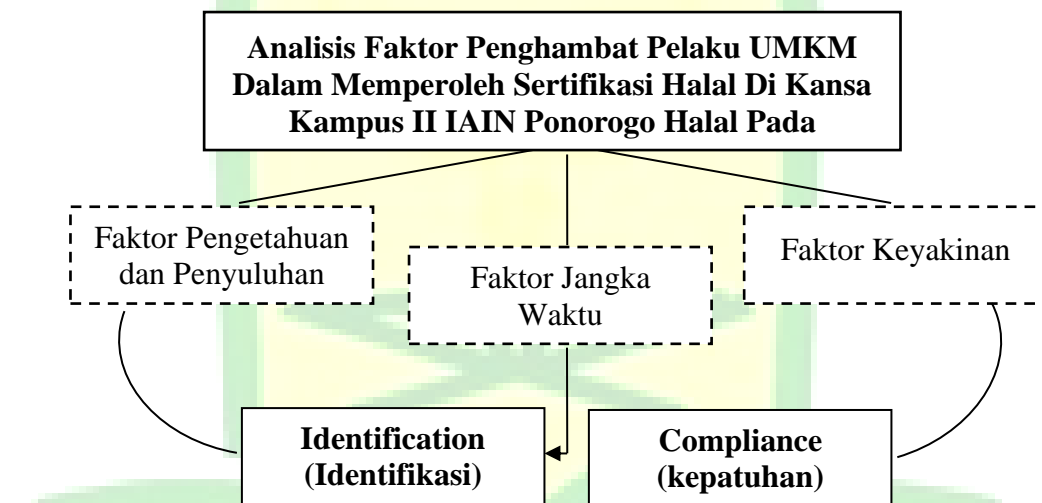 Analisis Faktor Penghambat Pelaku UMKM
Dalam Memperoleh Sertifikasi Halal Di Kansa
Kampus II IAIN Ponorogo Halal Pada
Faktor Pengetahuan
dan Penyuluhan
Faktor Jangka
Waktu
Faktor Keyakinan
Identification
(Identifikasi)
Compliance
(kepatuhan)